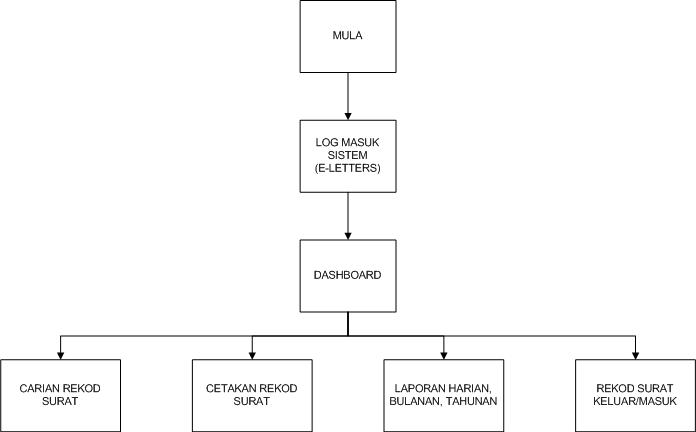 MULA
LOG MASUK
SISTEM
(E-LETTERS)
DASHBOARD
CARIAN REKOD
SURAT
CETAKAN REKOD
SURAT
LAPORAN HARIAN,
BULANAN, TAHUNAN
REKOD SURAT
KELUAR/MASUK